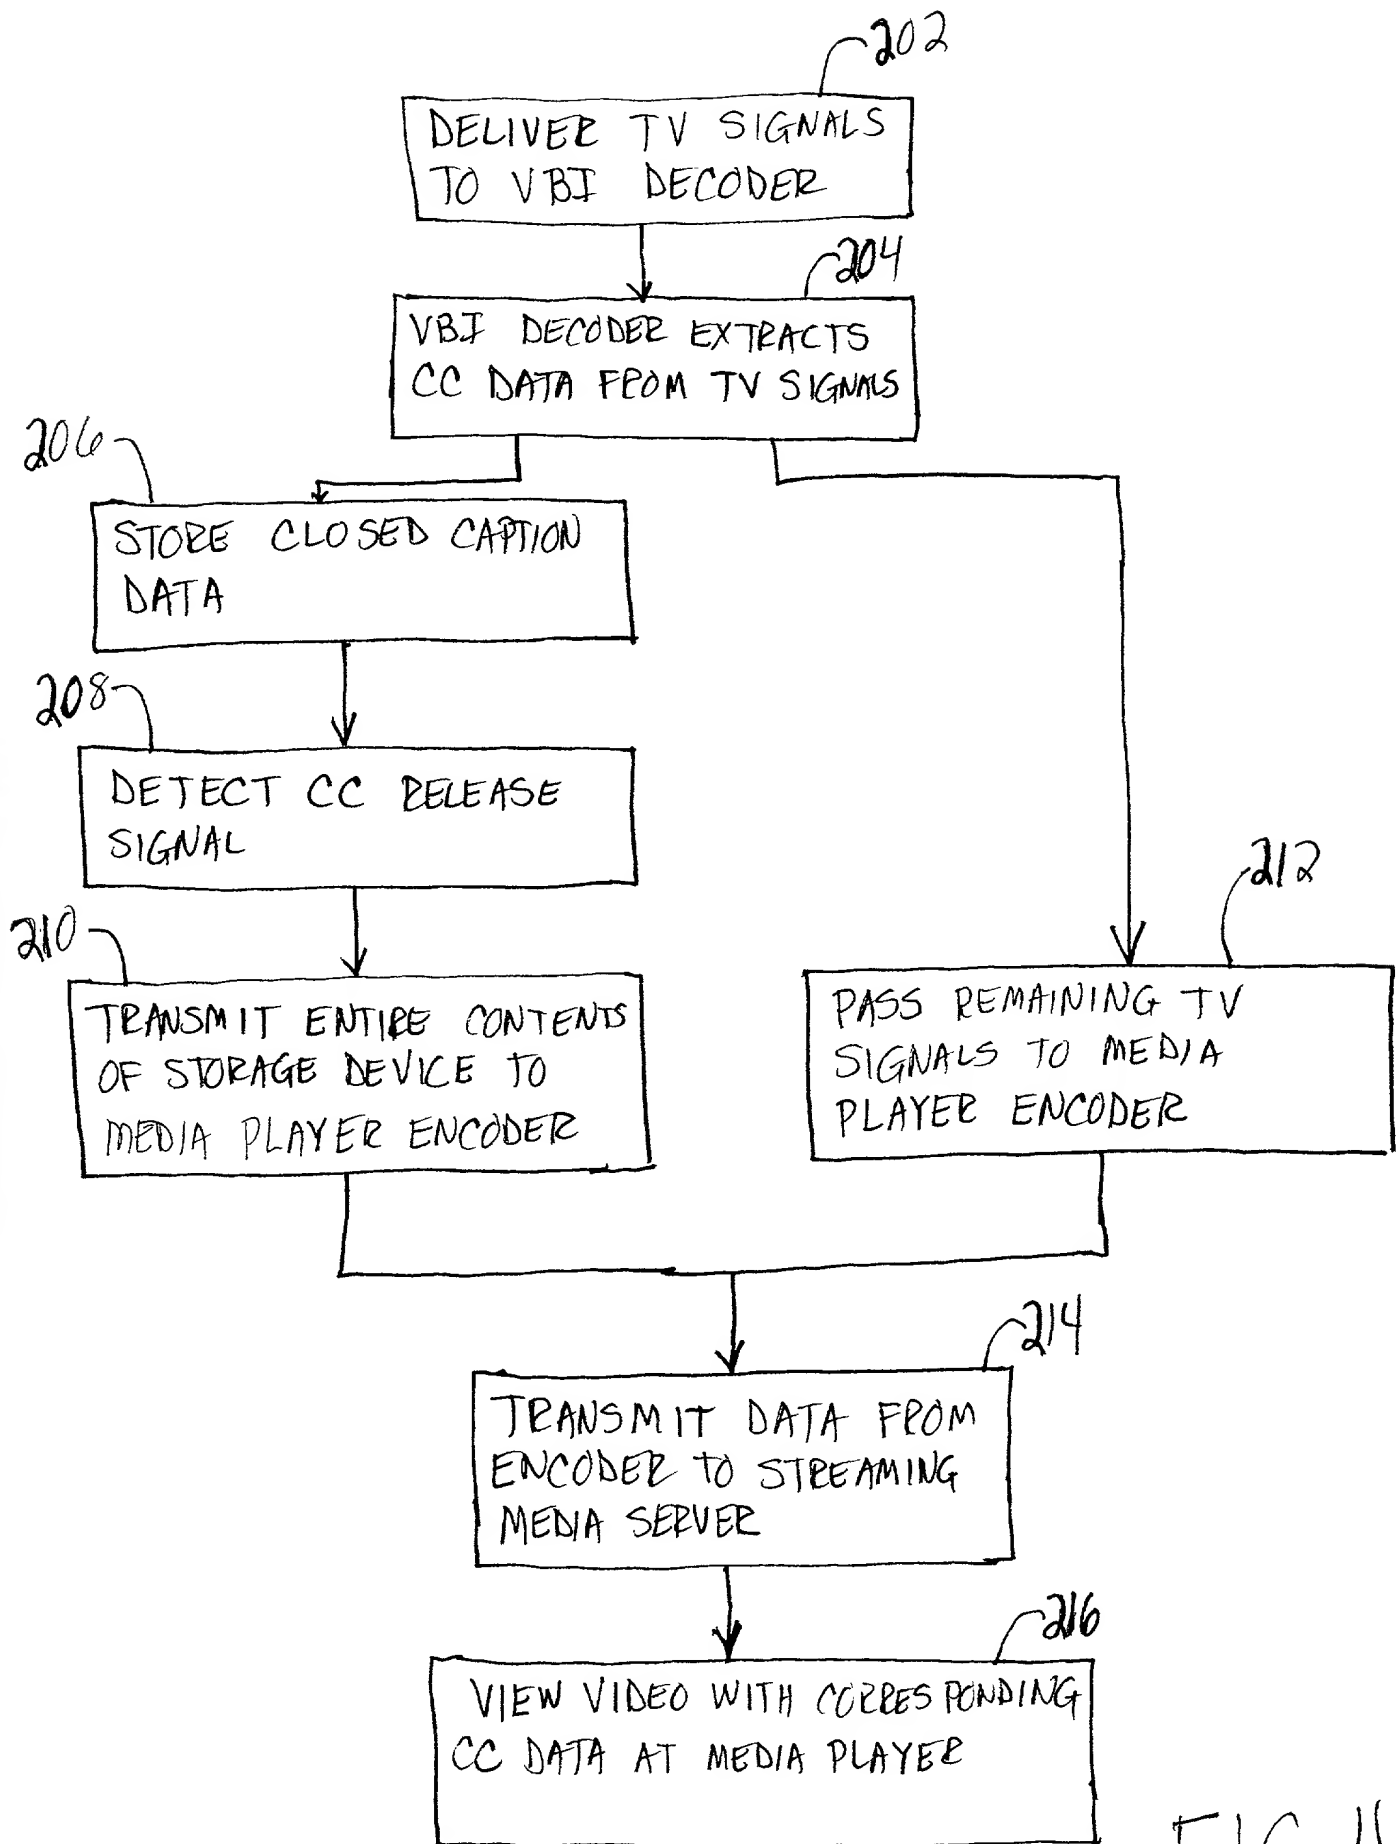 202
DELIVER TV SIGNALS
TO VBI DECODER
204
VBI DECODER EXTRACTS
CC DATA FROM TV SIGNALS
206
STORE CLOSED CAPTION
DATA
208
DETECT CC RELEASE
SIGNAL
210
TRANSMIT ENTIRE CONTENTS
OF STORAGE DEVICE TO
MEDIA PLAYER ENCODER
212
PASS REMAINING TV
SIGNALS TO MEDIA
PLAYER ENCODER
214
TRANSMIT DATA FROM
ENCODER TO STREAMING
MEDIA SERVER
216
VIEW VIDEO WITH CORRESPONDING
CC DATA AT MEDIA PLAYER
FIG